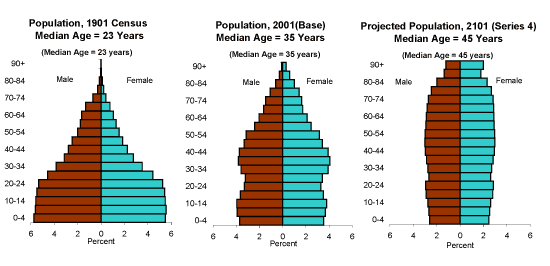 Population, 1901 Census
Median Age = 23 Years
(Median Age = 23 years)
90+
80-84
70-74
60-64
50-54
40-44
30-34
20-24
10-14
0-4
Male
Female
6 4 2 0 2 4 6
Percent
Population, 2001(Base)
Median Age = 35 Years
(Median Age = 35 years)
90+
80-84
70-74
60-64
50-54
40-44
30-34
20-24
10-14
0-4
Male
Female
6 4 2 0 2 4 6
Percent
Projected Population, 2101 (Series 4)
Median Age = 45 Years
(Median Age = 45 years)
90+
80-84
70-74
60-64
50-54
40-44
30-34
20-24
10-14
0-4
Male
Female
6 4 2 0 2 4 6
Percent